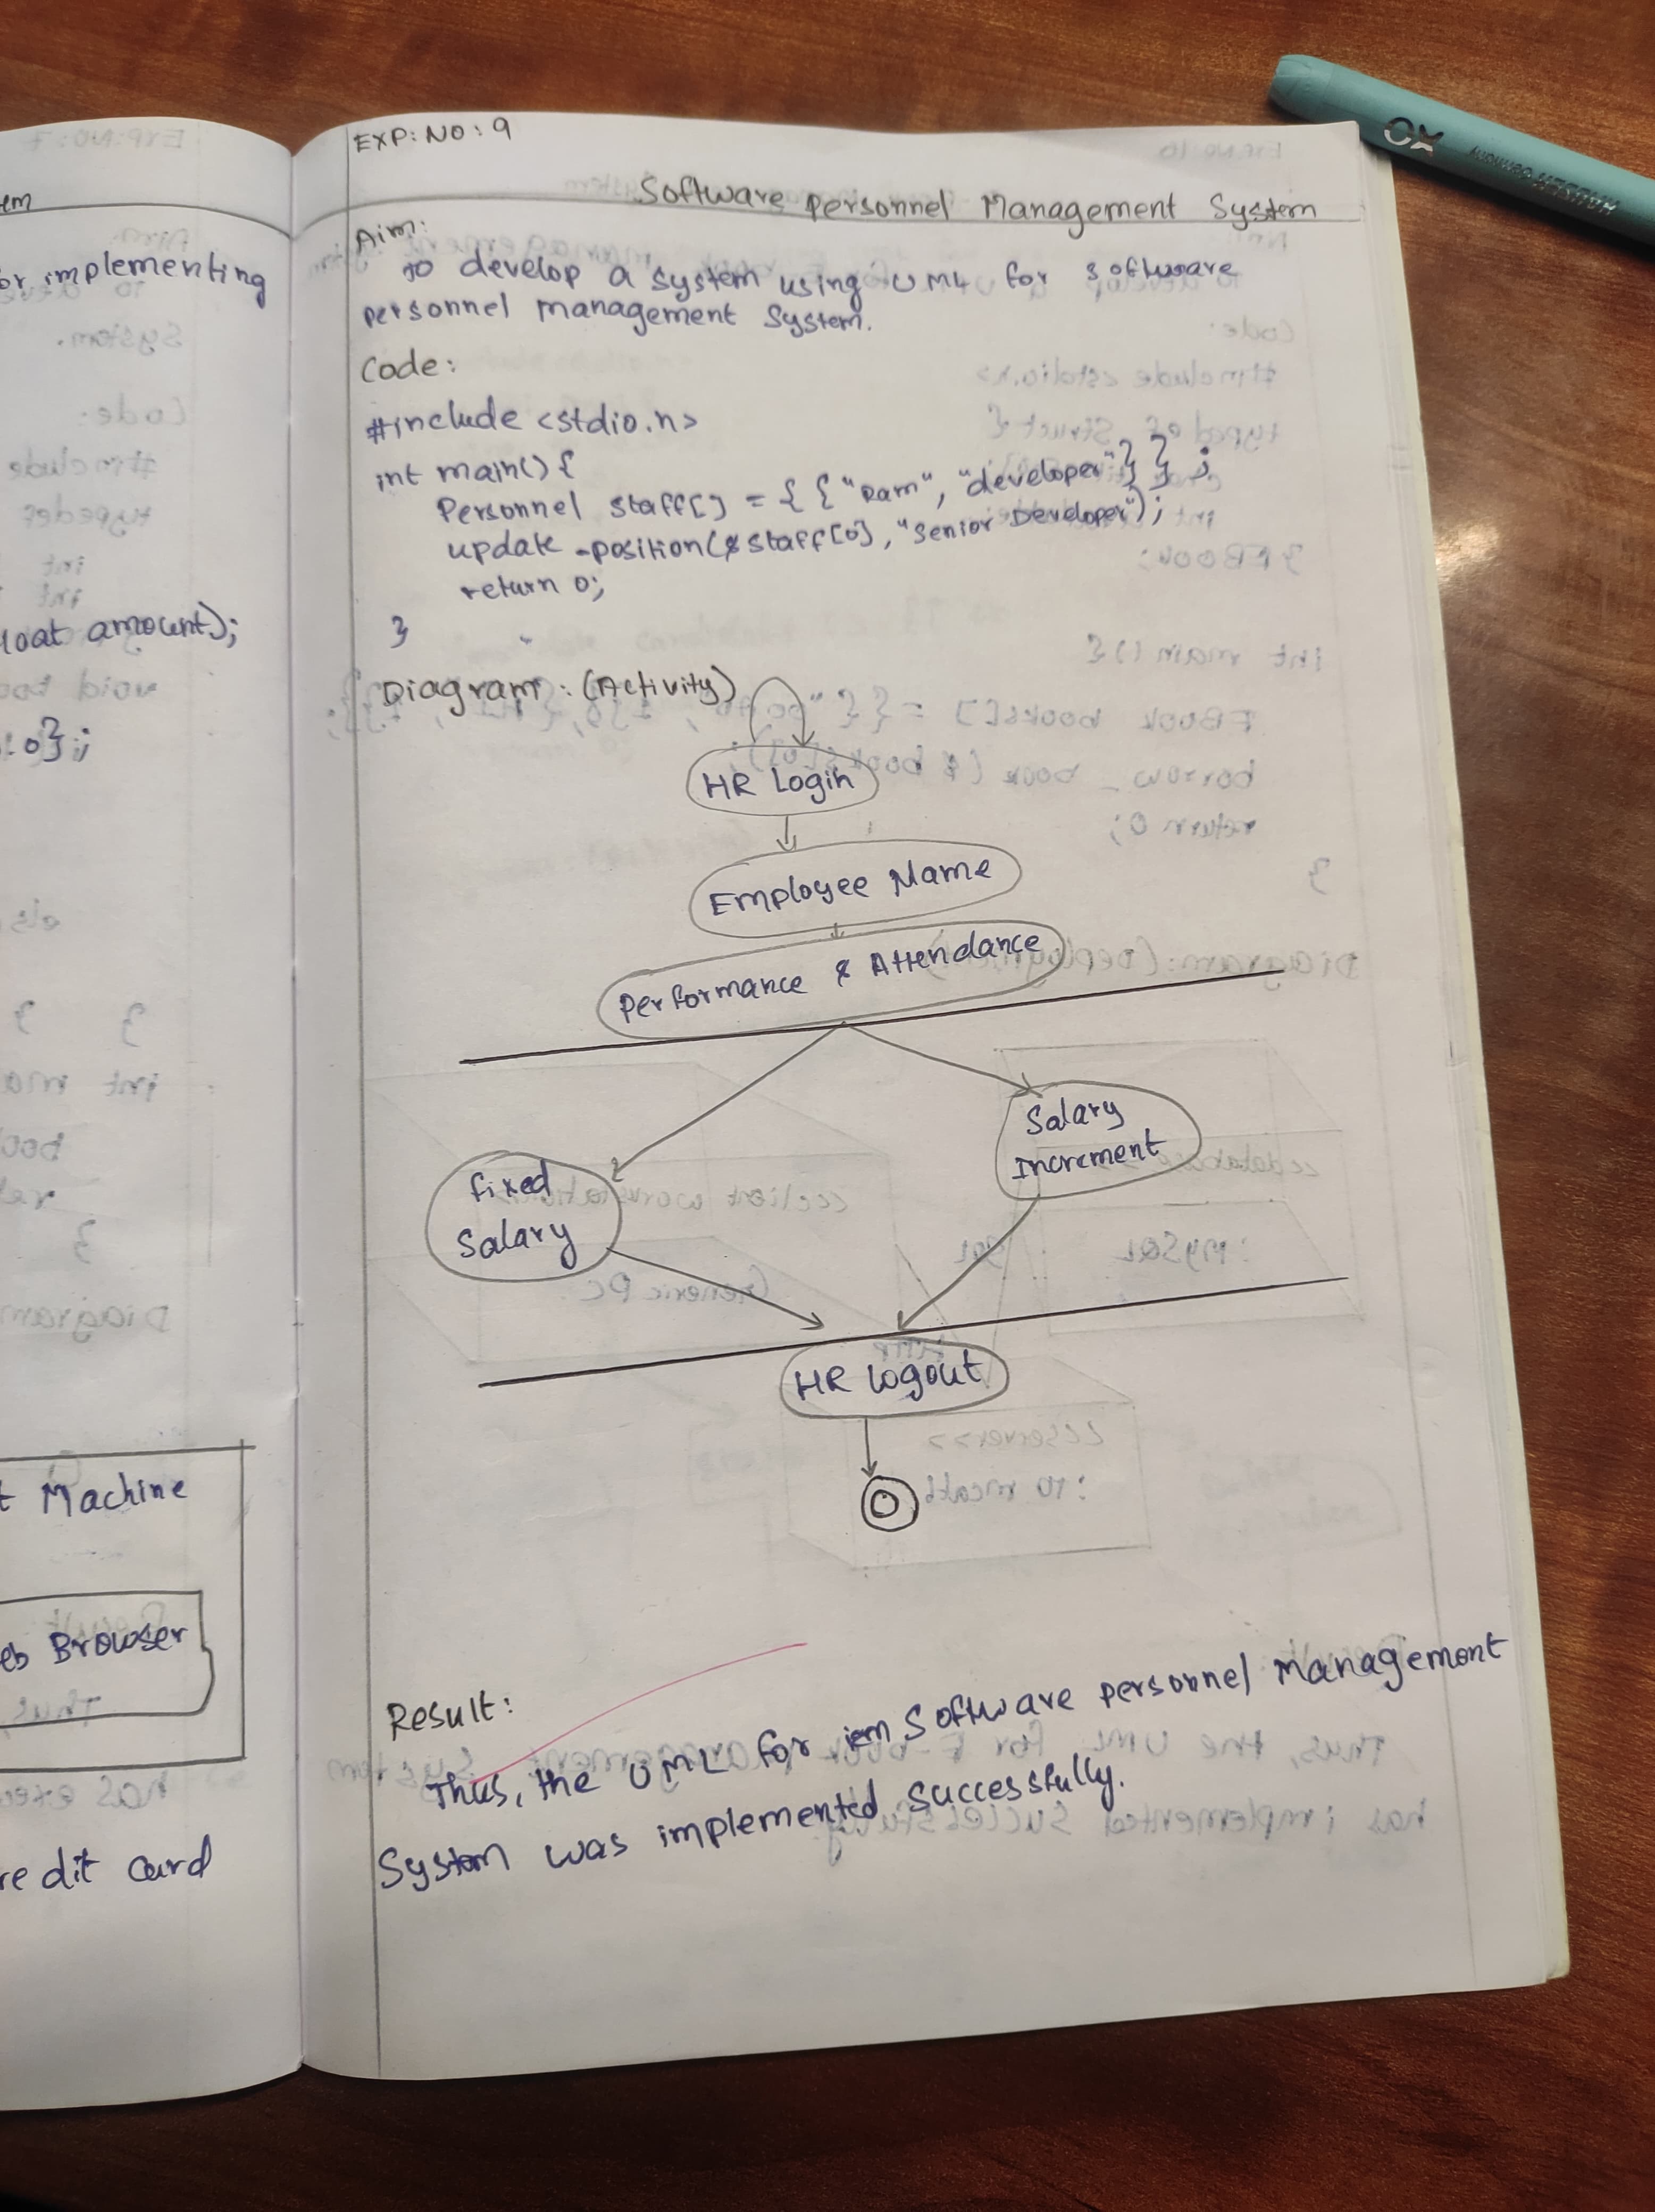 EXP: NO: 9
Software personnel Management System
Aim:
To develop a system using UML for software
personnel management System.
Code:
#include <stdio.h>
int main() {
Personnel staff[] = { { "Ram", "developer" } } ;
update_position(&staff[0], "Senior Developer");
return 0;
}
Diagram: (Activity)
HR Login
Employee Name
Performance & Attendance
Salary
Increment
fixed
Salary
HR logout
Result:
Thus, the UML for Software personnel management
System was implemented successfully.
or implementing
loat amount);
.0};
t Machine
eb Browser
redit card